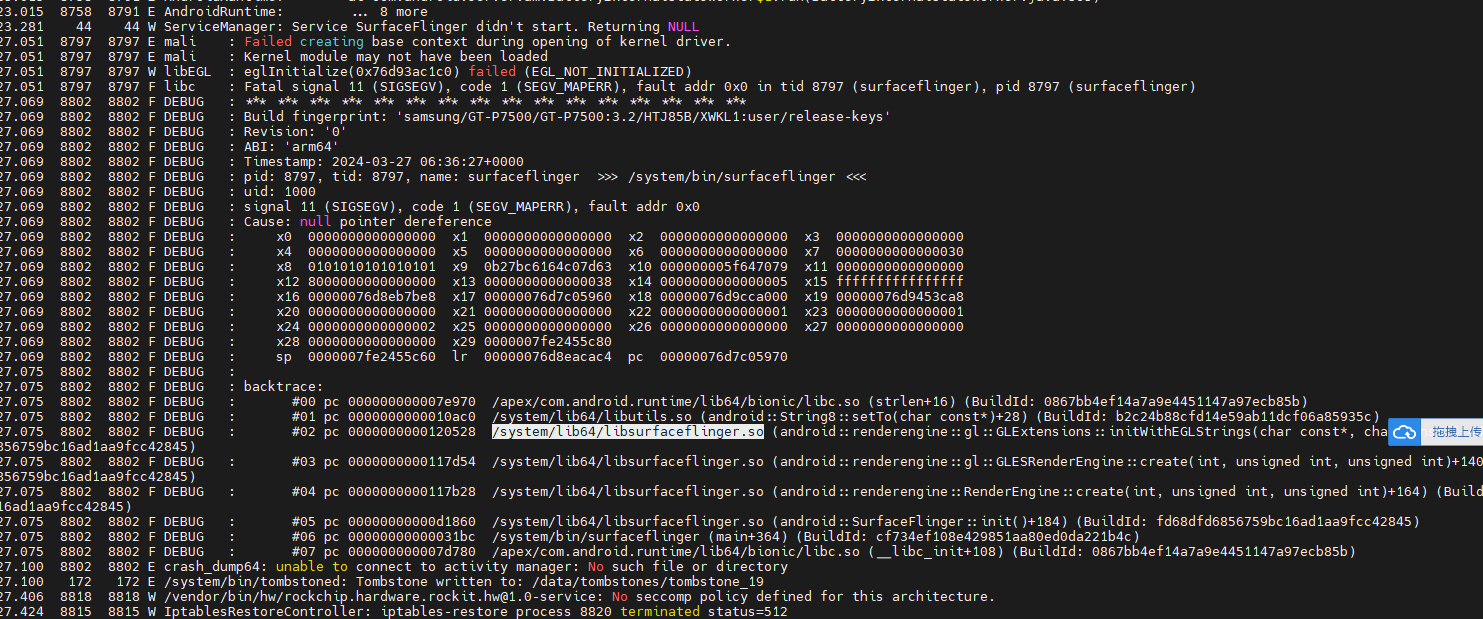 23.015  8758  8791 E AndroidRuntime:         ... 8 more
23.281    44    44 W ServiceManager: Service SurfaceFlinger didn't start. Returning NULL
27.051  8797  8797 E mali    : Failed creating base context during opening of kernel driver.
27.051  8797  8797 E mali    : Kernel module may not have been loaded
27.051  8797  8797 W libEGL  : eglInitialize(0x76d93ac1c0) failed (EGL_NOT_INITIALIZED)
27.051  8797  8797 F libc    : Fatal signal 11 (SIGSEGV), code 1 (SEGV_MAPERR), fault addr 0x0 in tid 8797 (surfaceflinger), pid 8797 (surfaceflinger)
27.069  8802  8802 F DEBUG   : *** *** *** *** *** *** *** *** *** *** *** *** *** *** *** ***
27.069  8802  8802 F DEBUG   : Build fingerprint: 'samsung/GT-P7500/GT-P7500:3.2/HTJ85B/XWKL1:user/release-keys'
27.069  8802  8802 F DEBUG   : Revision: '0'
27.069  8802  8802 F DEBUG   : ABI: 'arm64'
27.069  8802  8802 F DEBUG   : Timestamp: 2024-03-27 06:36:27+0000
27.069  8802  8802 F DEBUG   : pid: 8797, tid: 8797, name: surfaceflinger  >>> /system/bin/surfaceflinger <<<
27.069  8802  8802 F DEBUG   : uid: 1000
27.069  8802  8802 F DEBUG   : signal 11 (SIGSEGV), code 1 (SEGV_MAPERR), fault addr 0x0
27.069  8802  8802 F DEBUG   : Cause: null pointer dereference
27.069  8802  8802 F DEBUG   :     x0  0000000000000000  x1  0000000000000000  x2  0000000000000000  x3  0000000000000000
27.069  8802  8802 F DEBUG   :     x4  0000000000000000  x5  0000000000000000  x6  0000000000000000  x7  0000000000000030
27.069  8802  8802 F DEBUG   :     x8  0101010101010101  x9  0b27bc6164c07d63  x10 000000005f647079  x11 0000000000000000
27.069  8802  8802 F DEBUG   :     x12 8000000000000000  x13 0000000000000038  x14 0000000000000005  x15 ffffffffffffffff
27.069  8802  8802 F DEBUG   :     x16 00000076d8eb7be8  x17 00000076d7c05960  x18 00000076d9cca000  x19 00000076d9453ca8
27.069  8802  8802 F DEBUG   :     x20 0000000000000000  x21 0000000000000000  x22 0000000000000001  x23 0000000000000001
27.069  8802  8802 F DEBUG   :     x24 0000000000000002  x25 0000000000000000  x26 0000000000000000  x27 0000000000000000
27.069  8802  8802 F DEBUG   :     x28 0000000000000000  x29 0000007fe2455c80
27.069  8802  8802 F DEBUG   :     sp  0000007fe2455c60  lr  00000076d8eacac4  pc  00000076d7c05970
27.075  8802  8802 F DEBUG   :
27.075  8802  8802 F DEBUG   : backtrace:
27.075  8802  8802 F DEBUG   :       #00 pc 000000000007e970  /apex/com.android.runtime/lib64/bionic/libc.so (strlen+16) (BuildId: 0867bb4ef14a7a9e4451147a97ecb85b)
27.075  8802  8802 F DEBUG   :       #01 pc 0000000000010ac0  /system/lib64/libutils.so (android::String8::setTo(char const*)+28) (BuildId: b2c24b88cfd14e59ab11dcf06a85935c)
27.075  8802  8802 F DEBUG   :       #02 pc 0000000000120528  /system/lib64/libsurfaceflinger.so (android::renderengine::gl::GLExtensions::initWithEGLStrings(char const*, cha
拖拽上传
856759bc16ad1aa9fcc42845)
27.075  8802  8802 F DEBUG   :       #03 pc 0000000000117d54  /system/lib64/libsurfaceflinger.so (android::renderengine::gl::GLESRenderEngine::create(int, unsigned int, unsigned int)+140
856759bc16ad1aa9fcc42845)
27.075  8802  8802 F DEBUG   :       #04 pc 0000000000117b28  /system/lib64/libsurfaceflinger.so (android::renderengine::RenderEngine::create(int, unsigned int, unsigned int)+164) (Buil
16ad1aa9fcc42845)
27.075  8802  8802 F DEBUG   :       #05 pc 00000000000d1860  /system/lib64/libsurfaceflinger.so (android::SurfaceFlinger::init()+184) (BuildId: fd68dfd6856759bc16ad1aa9fcc42845)
27.075  8802  8802 F DEBUG   :       #06 pc 00000000000031bc  /system/bin/surfaceflinger (main+364) (BuildId: cf734ef108e429851aa80ed0da221b4c)
27.075  8802  8802 F DEBUG   :       #07 pc 000000000007d780  /apex/com.android.runtime/lib64/bionic/libc.so (__libc_init+108) (BuildId: 0867bb4ef14a7a9e4451147a97ecb85b)
27.100  8802  8802 E crash_dump64: unable to connect to activity manager: No such file or directory
27.100   172   172 E /system/bin/tombstoned: Tombstone written to: /data/tombstones/tombstone_19
27.406  8818  8818 W /vendor/bin/hw/rockchip.hardware.rockit.hw@1.0-service: No seccomp policy defined for this architecture.
27.424  8815  8815 W IptablesRestoreController: iptables-restore process 8820 terminated status=512